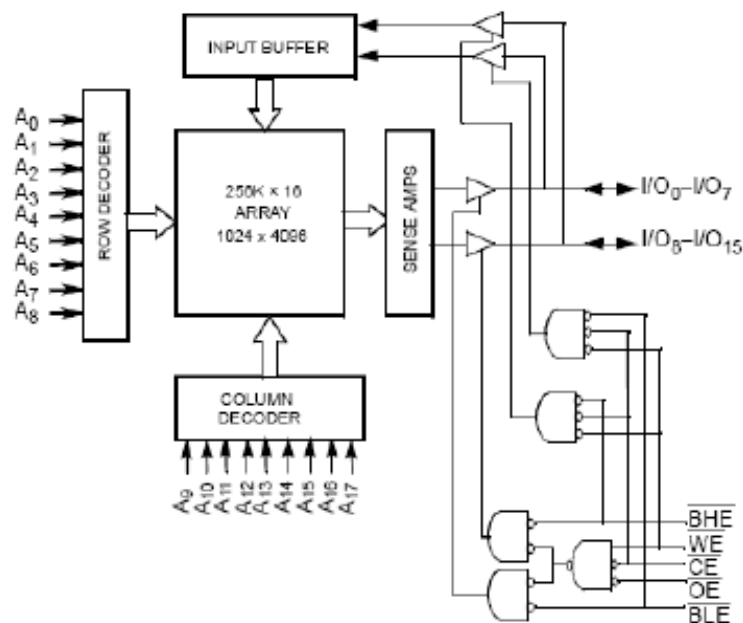 INPUT BUFFER
A0
A1
A2
A3
A4
A5
A6
A7
A8
ROW DECODER
256K × 16
ARRAY
1024 x 4096
SENSE AMPS
I/O0–I/O7
I/O8–I/O15
COLUMN
DECODER
A9
A10
A11
A12
A13
A14
A15
A16
A17
BHE
WE
CE
OE
BLE